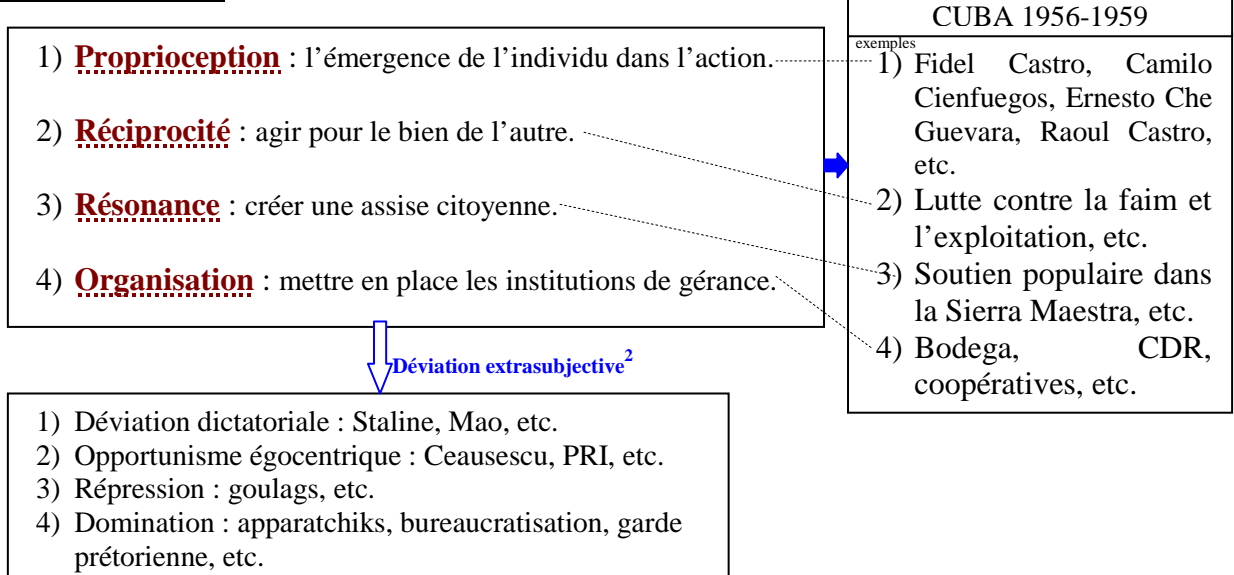 1) Proprioception : l’émergence de l’individu dans l’action.
2) Réciprocité : agir pour le bien de l’autre.
3) Résonance : créer une assise citoyenne.
4) Organisation : mettre en place les institutions de gérance.
CUBA 1956-1959
exemples
1) Fidel Castro, Camilo
Cienfuegos, Ernesto Che
Guevara, Raoul Castro,
etc.
2) Lutte contre la faim et
l’exploitation, etc.
3) Soutien populaire dans
la Sierra Maestra, etc.
4) Bodega, CDR,
coopératives, etc.
Déviation extrasubjective2
1) Déviation dictatoriale : Staline, Mao, etc.
2) Opportunisme égocentrique : Ceausescu, PRI, etc.
3) Répression : goulags, etc.
4) Domination : apparatchiks, bureaucratisation, garde
prétorienne, etc.